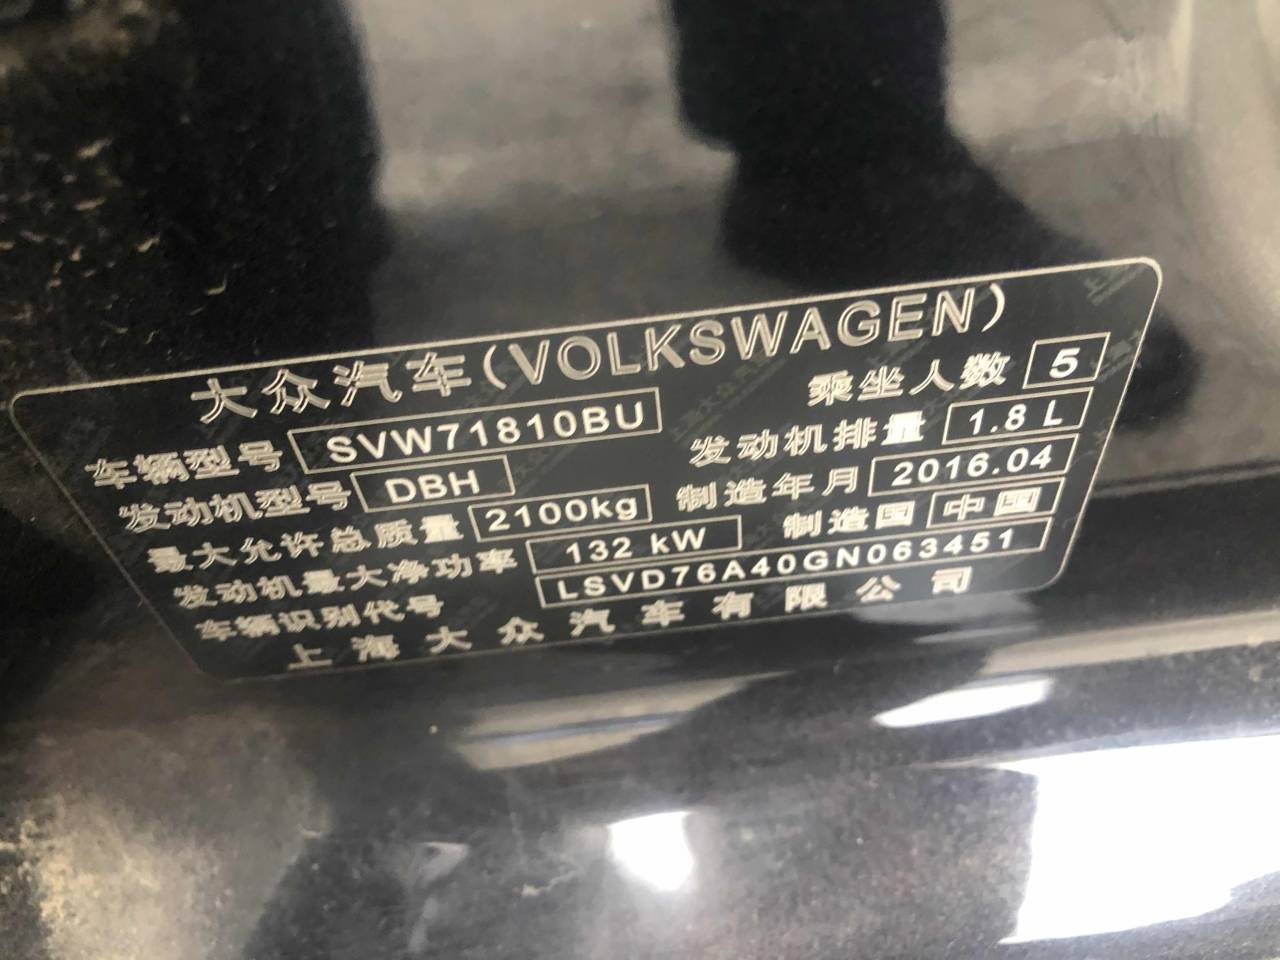 大众汽车(VOLKSWAGEN)
车辆型号 SVW71810BU 乘坐人数 5
发动机型号 DBH 发动机排量 1.8 L
最大允许总质量 2100kg 制造年月 2016.04
发动机最大净功率 132 kW 制造国 中国
车辆识别代号 LSVD76A40GN063451
上海大众汽车有限公司